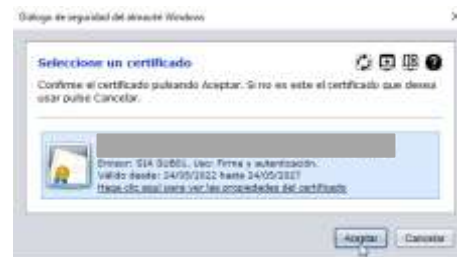 Diálogo de seguridad del almacén Windows
Seleccione un certificado
Confirme el certificado pulsando Aceptar. Si no es este el certificado que desea
usar pulse Cancelar.
Emisor: SIA SUB01. Uso: Firma y autenticación.
Válido desde: 24/05/2022 hasta 24/05/2027
Haga clic aquí para ver las propiedades del certificado
Aceptar
Cancelar